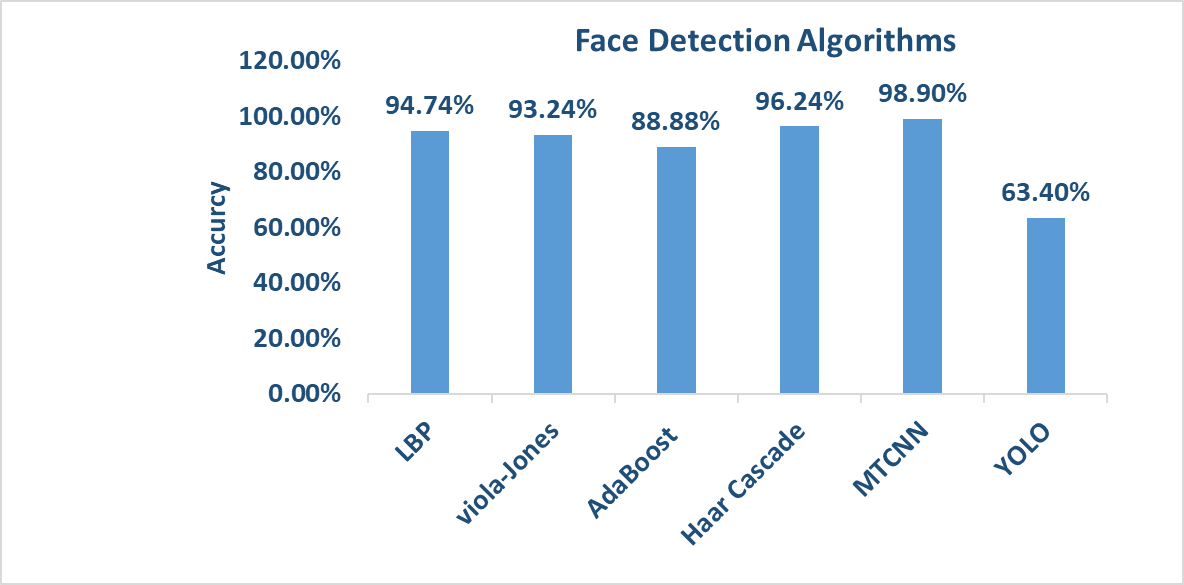 Face Detection Algorithms
120.00%
100.00%
80.00%
60.00%
40.00%
20.00%
0.00%
Accurcy
94.74%
93.24%
88.88%
96.24%
98.90%
63.40%
LBP
viola-Jones
AdaBoost
Haar Cascade
MTCNN
YOLO